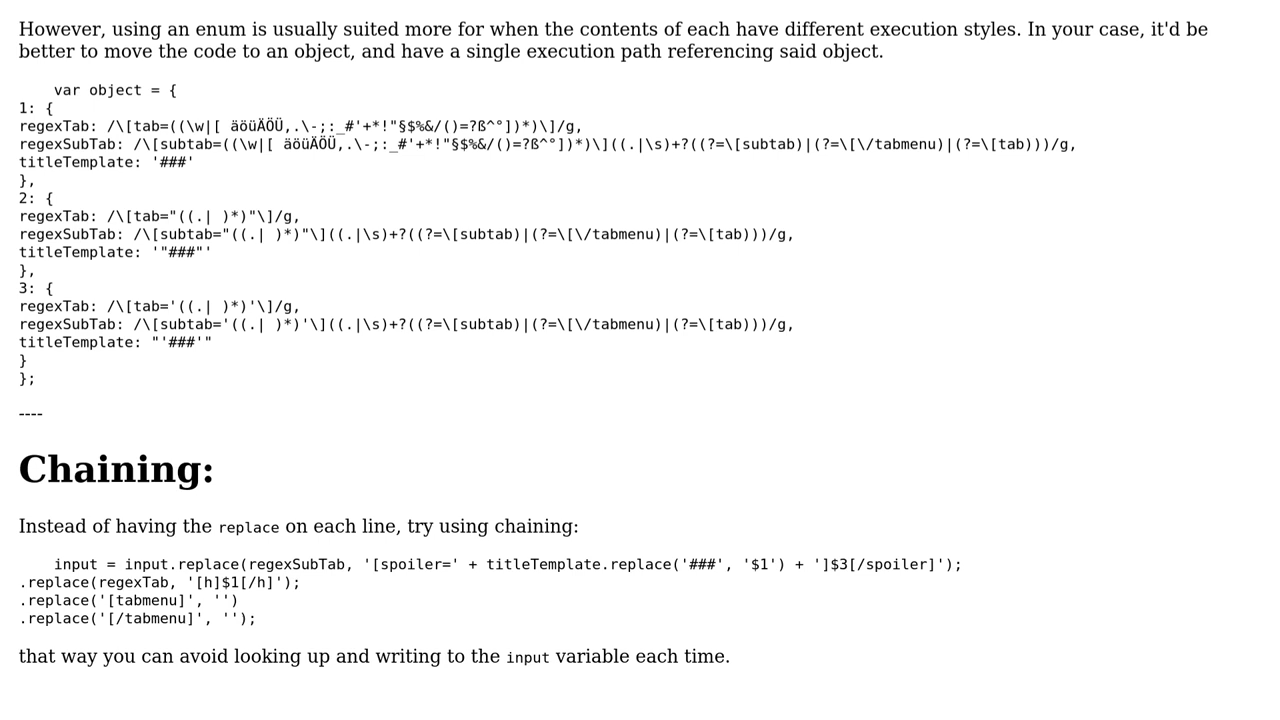 However, using an enum is usually suited more for when the contents of each have different execution styles. In your case, it'd be
better to move the code to an object, and have a single execution path referencing said object.
var object = {
1: {
regexTab: /\[tab=((\w|[ äöüÄÖÜ,.\-;:_#'+*!"§$%&/()=?ß^°])*)\]/g,
regexSubTab: /\[subtab=((\w|[ äöüÄÖÜ,.\-;:_#'+*!"§$%&/()=?ß^°])*)\]((.|\s)+?((?=\[subtab)|(?=\[\/tabmenu)|(?=\[tab)))/g,
titleTemplate: '###'
},
2: {
regexTab: /\[tab="((.| )*)"\]/g,
regexSubTab: /\[subtab="((.| )*)"\]((.|\s)+?((?=\[subtab)|(?=\[\/tabmenu)|(?=\[tab)))/g,
titleTemplate: '"###"'
},
3: {
regexTab: /\[tab='((.| )*)'\]/g,
regexSubTab: /\[subtab='((.| )*)'\]((.|\s)+?((?=\[subtab)|(?=\[\/tabmenu)|(?=\[tab)))/g,
titleTemplate: "'###'"
}
};
----
Chaining:
Instead of having the replace on each line, try using chaining:
input = input.replace(regexSubTab, '[spoiler=' + titleTemplate.replace('###', '$1') + ']$3[/spoiler]');
.replace(regexTab, '[h]$1[/h]');
.replace('[tabmenu]', '')
.replace('[/tabmenu]', '');
that way you can avoid looking up and writing to the input variable each time.